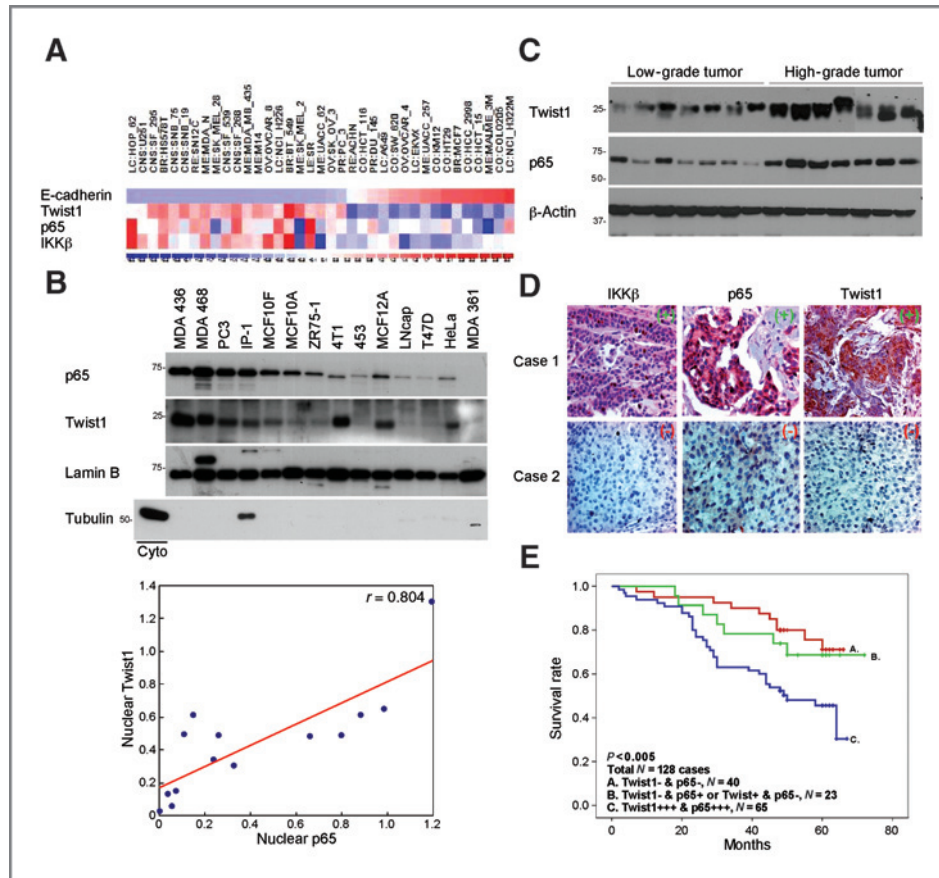 A
LC:HOP_62
CNS:U251
CNS:SF_295
BR:HS578T
CNS:SNB_75
CNS:SNB_19
RE:SN12C
ME:MDA_N
ME:SK_MEL_28
CNS:SF_539
CNS:SF_268
ME:MDA_MB_435
ME:M14
OV:OVCAR_8
LC:NCI_H226
BR:BT_549
ME:SK_MEL_2
LE:SR
ME:UACC_62
OV:SK_OV_3
PR:PC_3
RE:ACHN
CO:HCT_116
PR:DU_145
LC:A549
CO:SW_620
OV:OVCAR_4
LC:EKVX
ME:UACC_257
CO:KM12
CO:HT29
BR:MCF7
CO:HCC_2998
CO:HCT_15
ME:MALME_3M
CO:COLO205
LC:NCI_H322M
E-cadherin
Twist1
p65
IKKβ
B
MDA 436
MDA 468
PC3
IP-1
MCF10F
MCF10A
ZR75-1
4T1
453
MCF12A
LNcap
T47D
HeLa
MDA 361
p65
75-
Twist1
25-
Lamin B
75-
Tubulin
50-
Cyto
r = 0.804
Nuclear Twist1
1.4
1.2
1.0
0.8
0.6
0.4
0.2
0
0 0.2 0.4 0.6 0.8 1.0 1.2
Nuclear p65
C
Low-grade tumor High-grade tumor
Twist1
25-
p65
75-
50-
β-Actin
37-
D
IKKβ p65 Twist1
Case 1
(+) (+) (+)
Case 2
(-) (-) (-)
E
Survival rate
1.0
0.8
0.6
0.4
0.2
0.0
A.
B.
C.
P<0.005
Total N = 128 cases
A. Twist1- & p65-, N = 40
B. Twist1- & p65+ or Twist+ & p65-, N = 23
C. Twist1+++ & p65+++, N = 65
0 20 40 60 80
Months